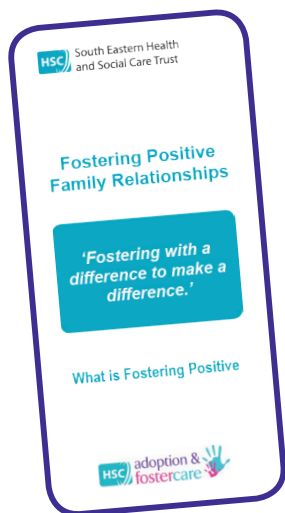 HSC South Eastern Health
and Social Care Trust
Fostering Positive
Family Relationships
‘Fostering with a
difference to make a
difference.’
What is Fostering Positive
HSC adoption &
fostercare